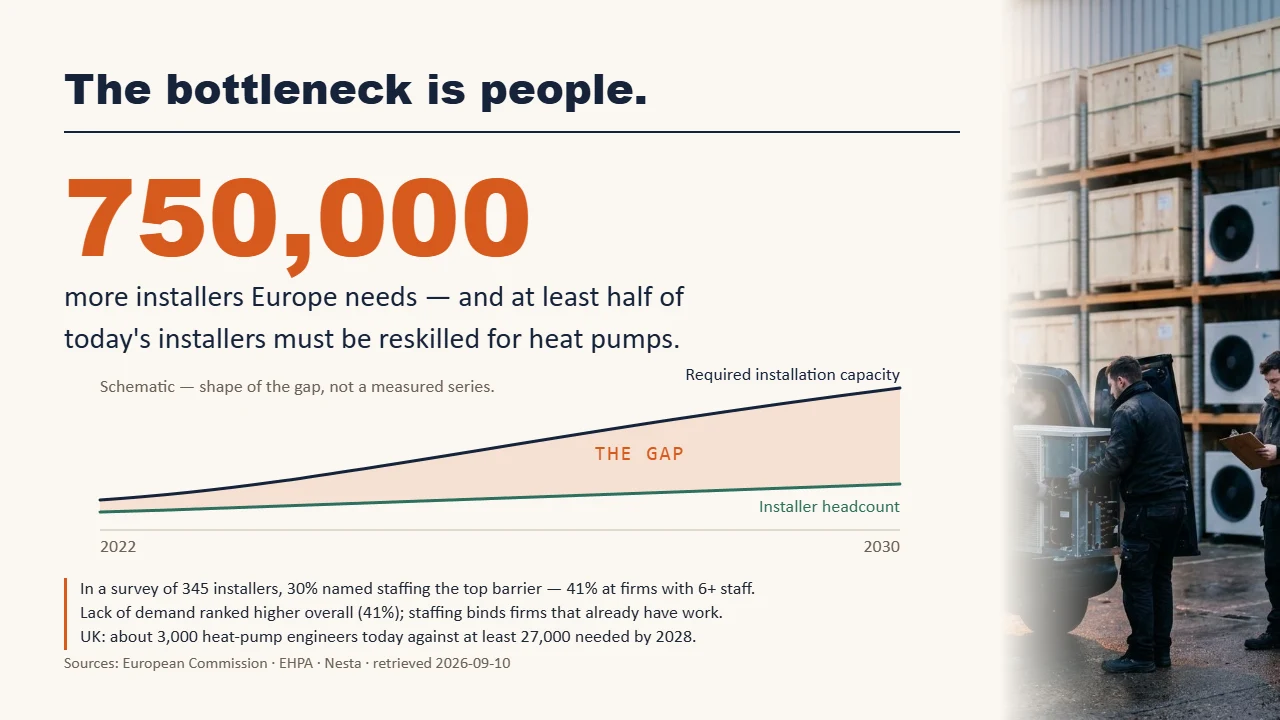 The bottleneck is people.
750,000
more installers Europe needs — and at least half of
today's installers must be reskilled for heat pumps.
Schematic — shape of the gap, not a measured series.
Required installation capacity
THE GAP
Installer headcount
2022
2030
In a survey of 345 installers, 30% named staffing the top barrier — 41% at firms with 6+ staff.
Lack of demand ranked higher overall (41%); staffing binds firms that already have work.
UK: about 3,000 heat-pump engineers today against at least 27,000 needed by 2028.
Sources: European Commission · EHPA · Nesta · retrieved 2026-09-10